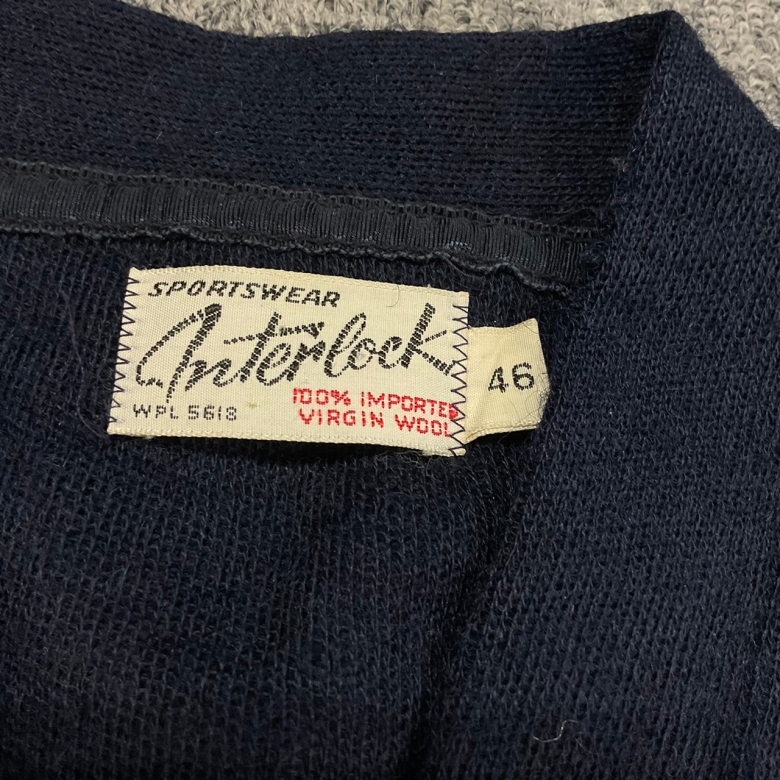 SPORTSWEAR
Interlock
46
100% IMPORTED
WPL 5618
VIRGIN WOOL